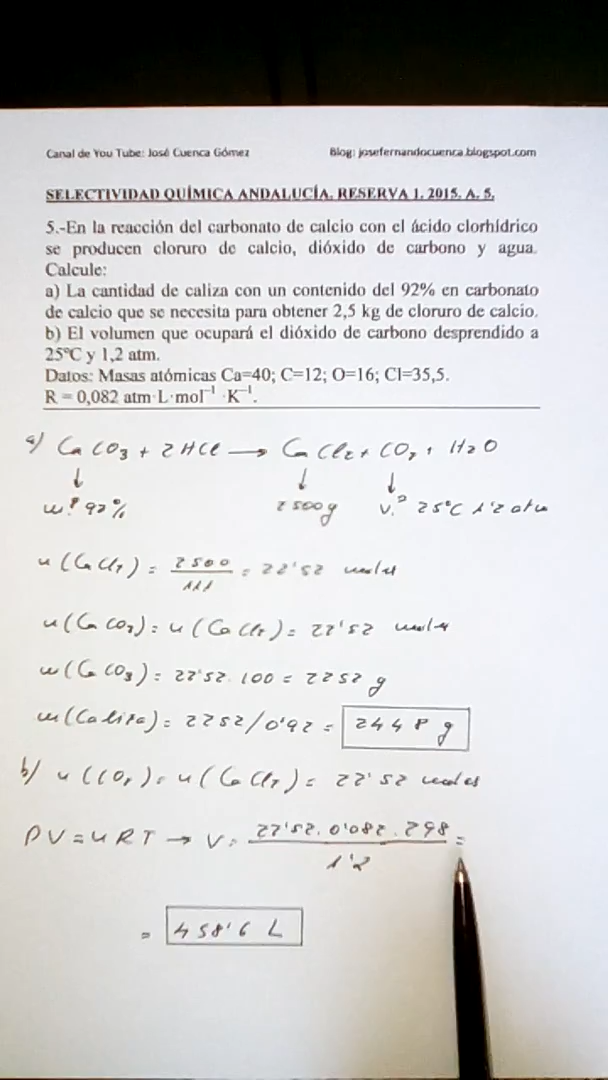 Canal de You Tube: José Cuenca Gómez Blog: josefernandocuenca.blogspot.com
SELECTIVIDAD QUÍMICA ANDALUCÍA. RESERVA 1. 2015. A. 5.
5.-En la reacción del carbonato de calcio con el ácido clorhídrico
se producen cloruro de calcio, dióxido de carbono y agua.
Calcule:
a) La cantidad de caliza con un contenido del 92% en carbonato
de calcio que se necesita para obtener 2,5 kg de cloruro de calcio.
b) El volumen que ocupará el dióxido de carbono desprendido a
25ºC y 1,2 atm.
Datos: Masas atómicas Ca=40; C=12; O=16; Cl=35,5.
R = 0,082 atm·L·mol⁻¹ ·K⁻¹.
a) CaCO₃ + 2HCl → CaCl₂ + CO₂ + H₂O
↓ ↓ ↓
m? 92% 2500g V? 25ºC 1'2 atm
n(CaCl₂) = 2500/111 = 22'52 moles
n(CaCO₃) = n(CaCl₂) = 22'52 moles
m(CaCO₃) = 22'52 · 100 = 2252 g
m(Caliza) = 2252/0'92 = 2448 g
b) n(CO₂) = n(CaCl₂) = 22'52 moles
PV = nRT → V = 22'52 · 0'082 · 298 / 1'2 =
= 458'6 L